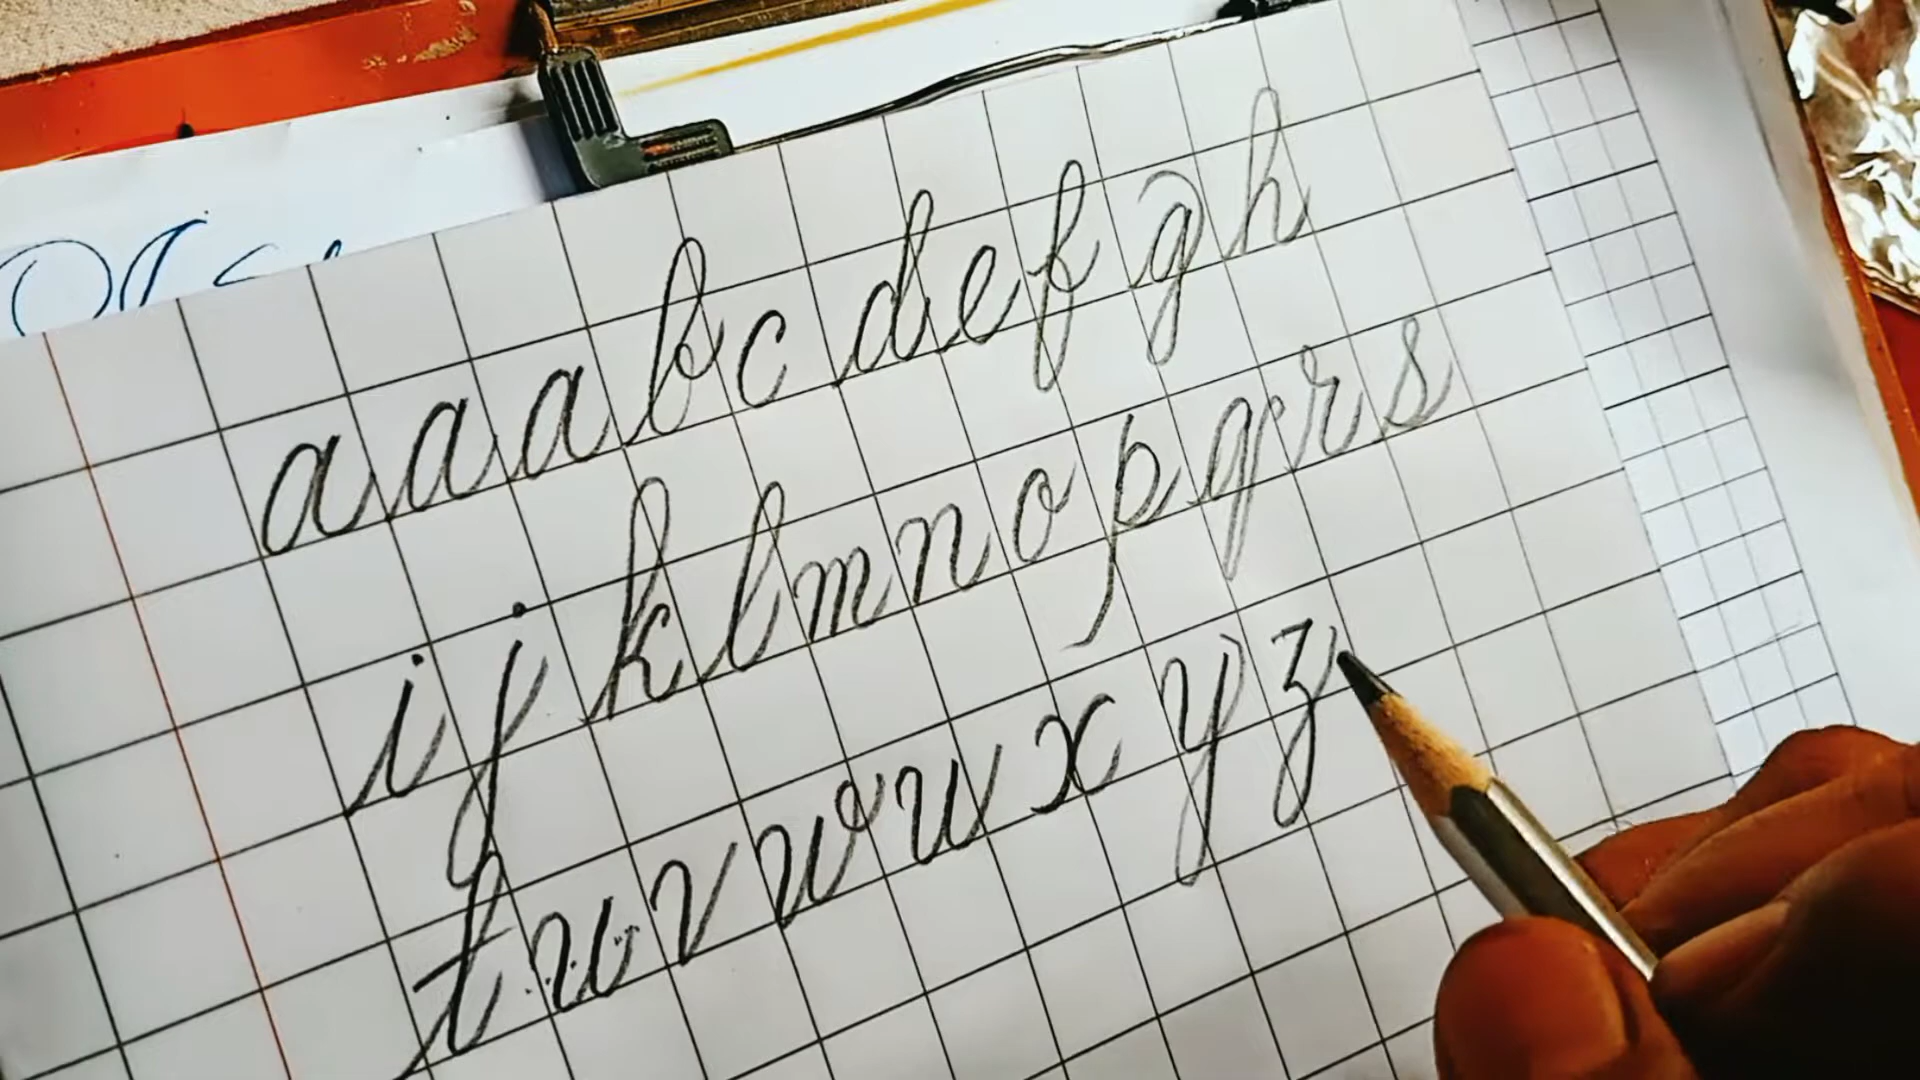 a a a b c d e f g h
i j k l m n o p q r s
t u v w u x y z